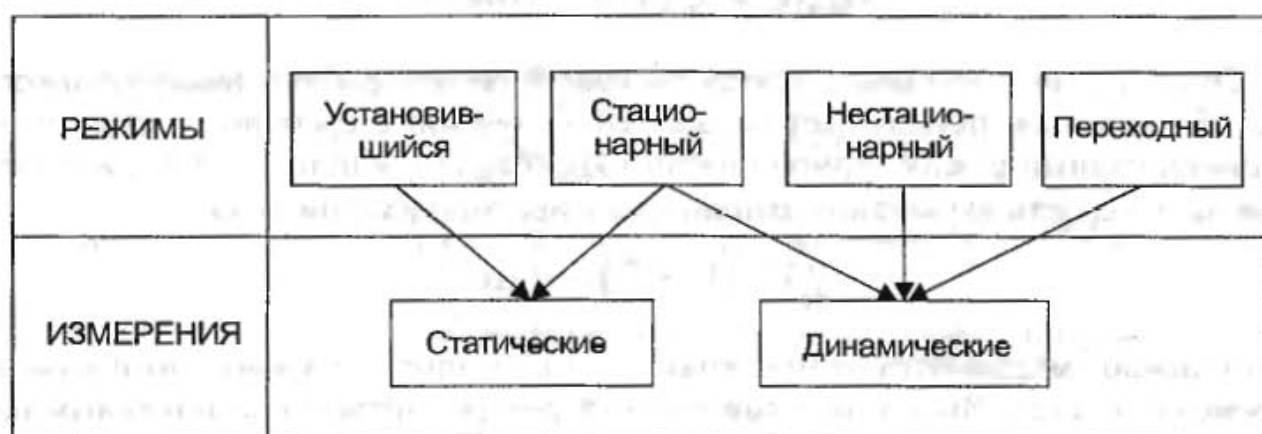 РЕЖИМЫ
Установив-
шийся
Стацио-
нарный
Нестацио-
нарный
Переходный
ИЗМЕРЕНИЯ
Статические
Динамические